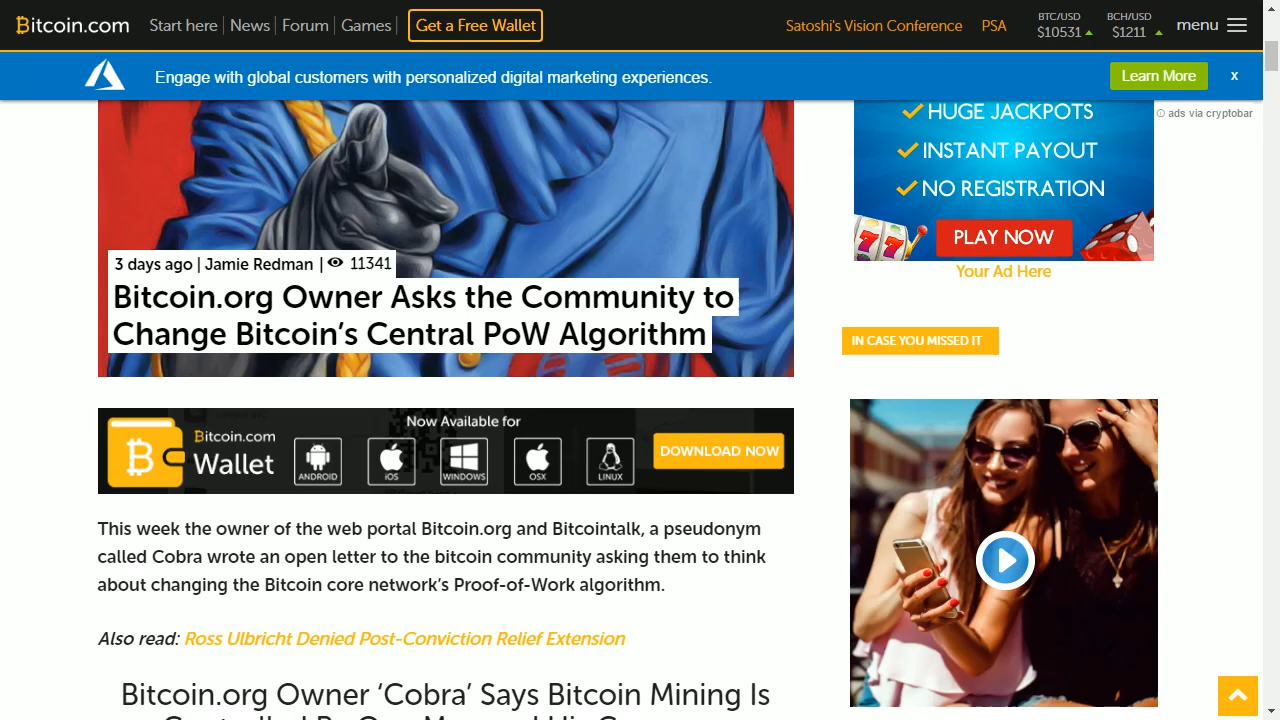 Bitcoin.com
Start here
News
Forum
Games
Get a Free Wallet
Satoshi's Vision Conference
PSA
BTC/USD
$10531
BCH/USD
$1211
menu
Engage with global customers with personalized digital marketing experiences.
Learn More
x
HUGE JACKPOTS
INSTANT PAYOUT
NO REGISTRATION
77
PLAY NOW
ads via cryptobar
Your Ad Here
3 days ago | Jamie Redman | 11341
Bitcoin.org Owner Asks the Community to
Change Bitcoin’s Central PoW Algorithm
IN CASE YOU MISSED IT
Bitcoin.com
Wallet
Now Available for
ANDROID
iOS
WINDOWS
OSX
LINUX
DOWNLOAD NOW
This week the owner of the web portal Bitcoin.org and Bitcointalk, a pseudonym
called Cobra wrote an open letter to the bitcoin community asking them to think
about changing the Bitcoin core network’s Proof-of-Work algorithm.
Also read: Ross Ulbricht Denied Post-Conviction Relief Extension
Bitcoin.org Owner ‘Cobra’ Says Bitcoin Mining Is